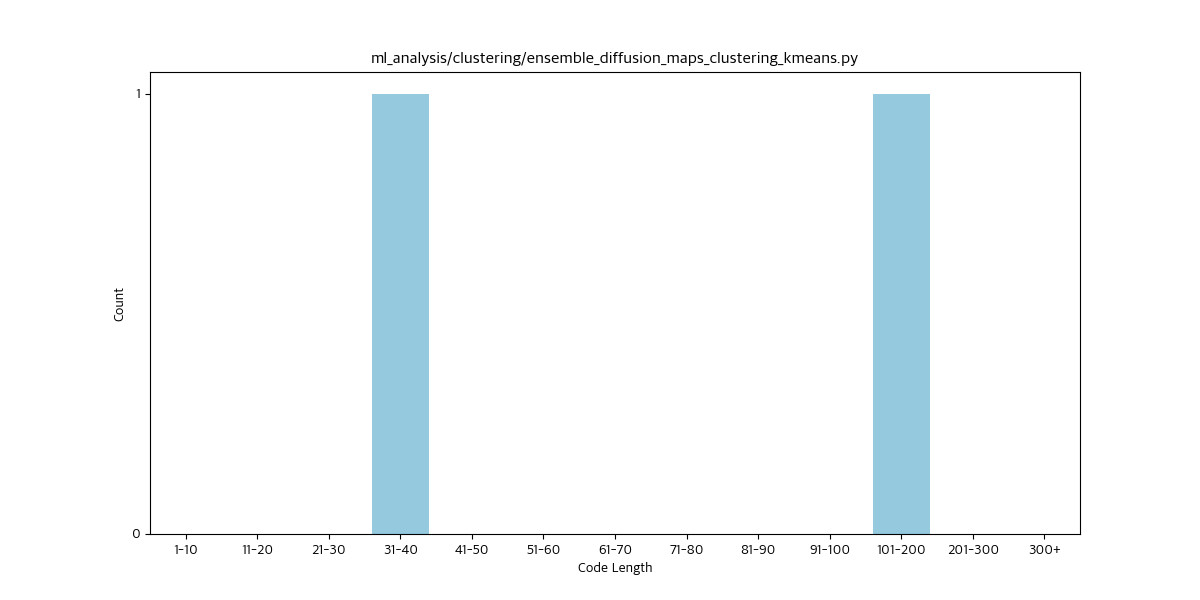 ml_analysis/clustering/ensemble_diffusion_maps_clustering_kmeans.py
1
Count
0
1-10 11-20 21-30 31-40 41-50 51-60 61-70 71-80 81-90 91-100 101-200 201-300 300+
Code Length